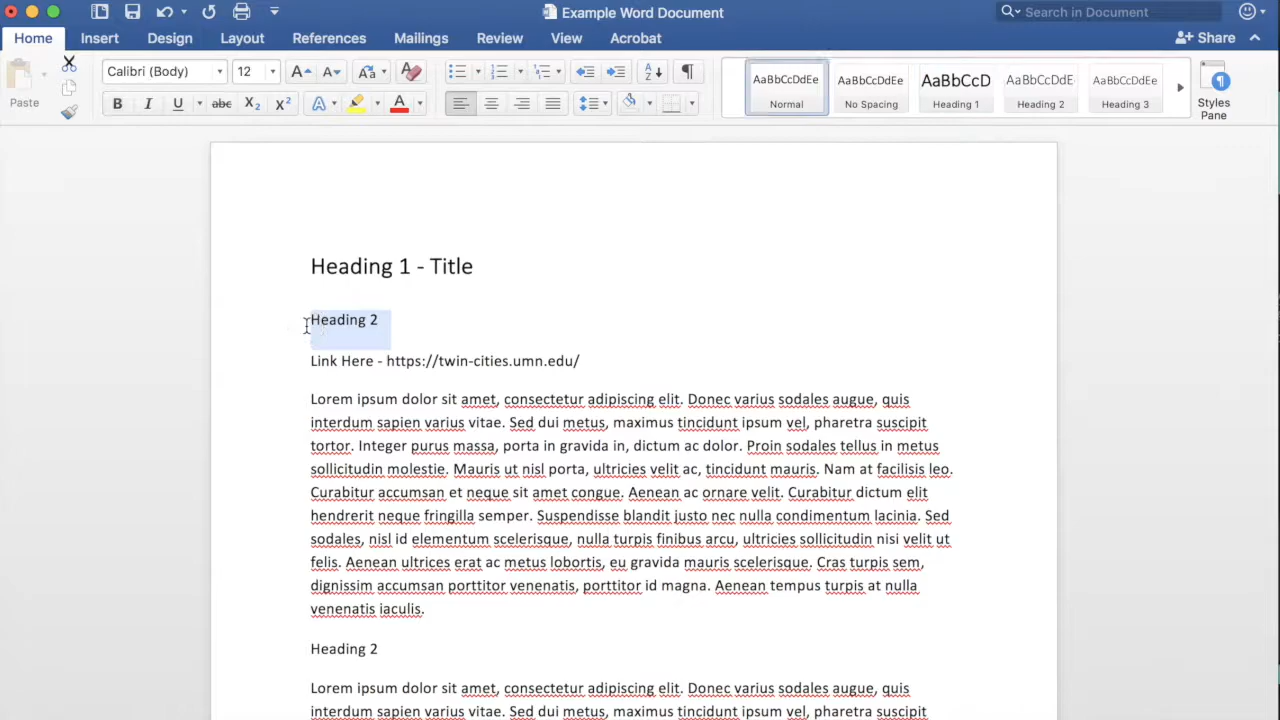 Example Word Document
Search in Document
Home Insert Design Layout References Mailings Review View Acrobat Share
Paste
Calibri (Body) 12
B I U abc X₂ X² A A
AaBbCcDdEe AaBbCcDdEe AaBbCcD AaBbCcDdE AaBbCcDdEe
Normal No Spacing Heading 1 Heading 2 Heading 3
Styles
Pane
Heading 1 - Title
Heading 2
Link Here - https://twin-cities.umn.edu/
Lorem ipsum dolor sit amet, consectetur adipiscing elit. Donec varius sodales augue, quis
interdum sapien varius vitae. Sed dui metus, maximus tincidunt ipsum vel, pharetra suscipit
tortor. Integer purus massa, porta in gravida in, dictum ac dolor. Proin sodales tellus in metus
sollicitudin molestie. Mauris ut nisl porta, ultricies velit ac, tincidunt mauris. Nam at facilisis leo.
Curabitur accumsan et neque sit amet congue. Aenean ac ornare velit. Curabitur dictum elit
hendrerit neque fringilla semper. Suspendisse blandit justo nec nulla condimentum lacinia. Sed
sodales, nisl id elementum scelerisque, nulla turpis finibus arcu, ultricies sollicitudin nisi velit ut
felis. Aenean ultrices erat ac metus lobortis, eu gravida mauris scelerisque. Cras turpis sem,
dignissim accumsan porttitor venenatis, porttitor id magna. Aenean tempus turpis at nulla
venenatis iaculis.
Heading 2
Lorem ipsum dolor sit amet, consectetur adipiscing elit. Donec varius sodales augue, quis
interdum sapien varius vitae. Sed dui metus, maximus tincidunt ipsum vel, pharetra suscipit